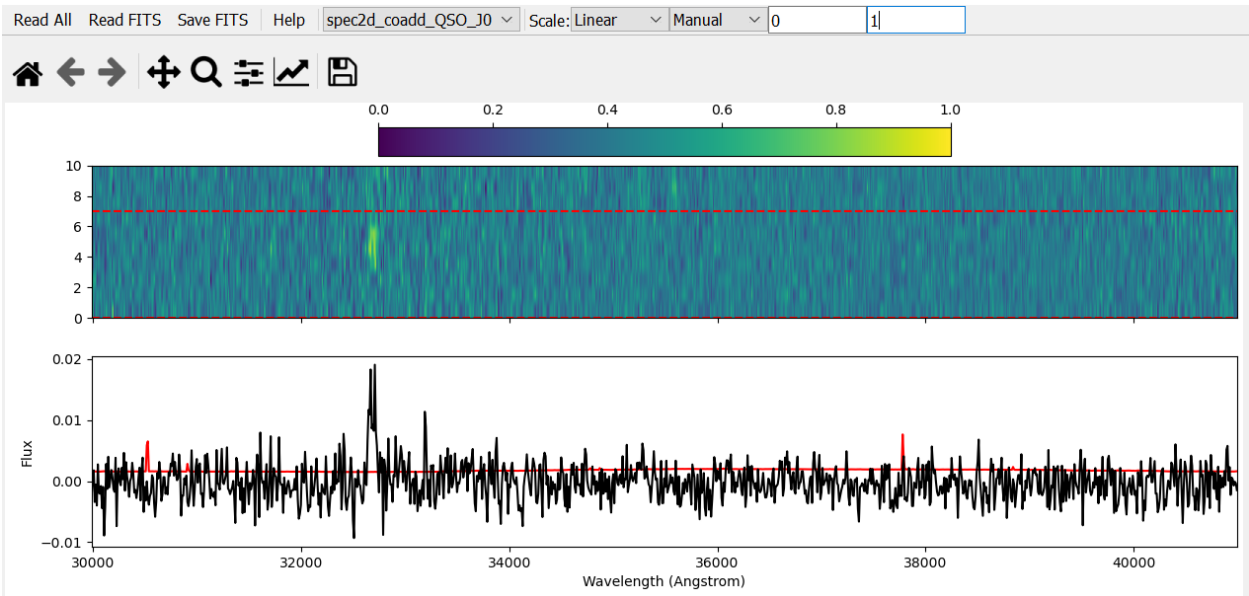 Read All Read FITS Save FITS Help spec2d_coadd_QSO_J0 Scale: Linear Manual 0 1
0.0 0.2 0.4 0.6 0.8 1.0
10
8
6
4
2
0
0.02
0.01
0.00
−0.01
Flux
30000 32000 34000 36000 38000 40000
Wavelength (Angstrom)